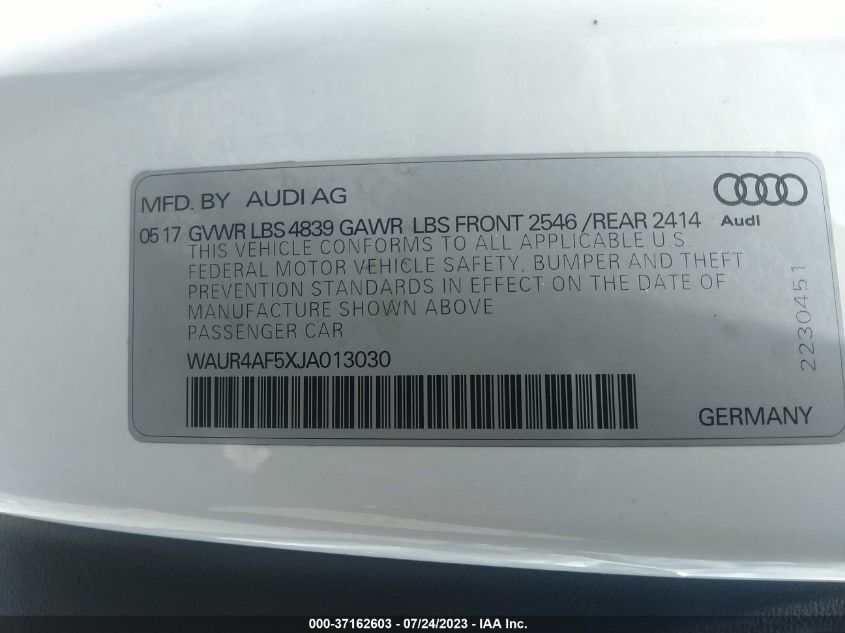 MFD. BY AUDI AG
Audi
0517 GVWR LBS 4839 GAWR LBS FRONT 2546 /REAR 2414
THIS VEHICLE CONFORMS TO ALL APPLICABLE U.S.
FEDERAL MOTOR VEHICLE SAFETY, BUMPER AND THEFT
PREVENTION STANDARDS IN EFFECT ON THE DATE OF
MANUFACTURE SHOWN ABOVE
PASSENGER CAR
WAUR4AF5XJA013030
2230451
GERMANY
000-37162603 - 07/24/2023 - IAA Inc.